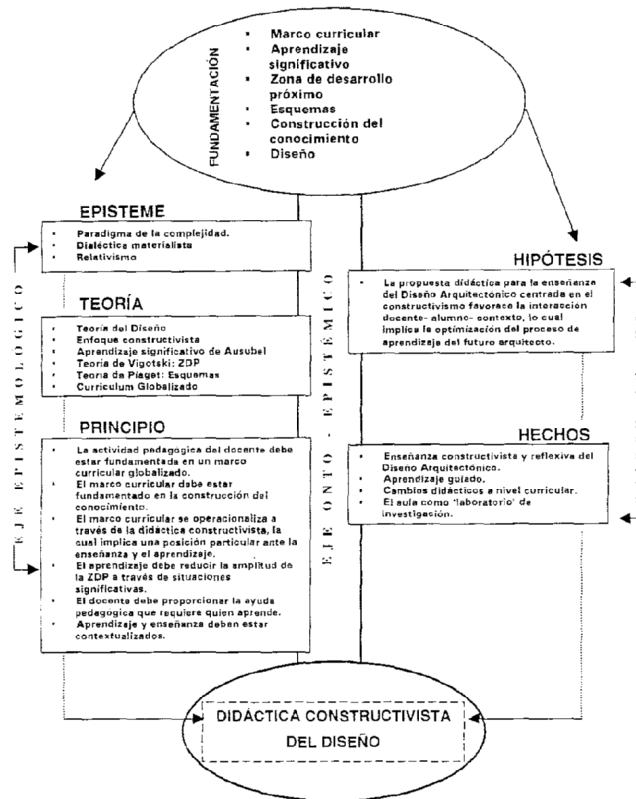 FUNDAMENTACIÓN
Marco curricular
Aprendizaje
significativo
Zona de desarrollo
próximo
Esquemas
Construcción del
conocimiento
Diseño
EJE EPISTEMOLÓGICO
EPISTEME
Paradigma de la complejidad.
Dialéctica materialista
Relativismo
TEORÍA
Teoría del Diseño
Enfoque constructivista
Aprendizaje significativo de Ausubel
Teoría de Vigotski: ZDP
Teoría de Piaget: Esquemas
Curriculum Globalizado
PRINCIPIO
La actividad pedagógica del docente debe
estar fundamentada en un marco
curricular globalizado.
El marco curricular debe estar
fundamentado en la construcción del
conocimiento.
El marco curricular se operacionaliza a
través de la didáctica constructivista, la
cual implica una posición particular ante la
enseñanza y el aprendizaje.
El aprendizaje debe reducir la amplitud de
la ZDP a través de situaciones
significativas.
El docente debe proporcionar la ayuda
pedagógica que requiere quien aprende.
Aprendizaje y enseñanza deben estar
contextualizados.
EJE ONTO - EPISTÉMICO
HIPÓTESIS
La propuesta didáctica para la enseñanza
del Diseño Arquitectónico centrada en el
constructivismo favorece la interacción
docente- alumno- contexto, lo cual
implica la optimización del proceso de
aprendizaje del futuro arquitecto.
HECHOS
Enseñanza constructivista y reflexiva del
Diseño Arquitectónico.
Aprendizaje guiado.
Cambios didácticos a nivel curricular.
El aula como "laboratorio" de
investigación.
DIDÁCTICA CONSTRUCTIVISTA
DEL DISEÑO